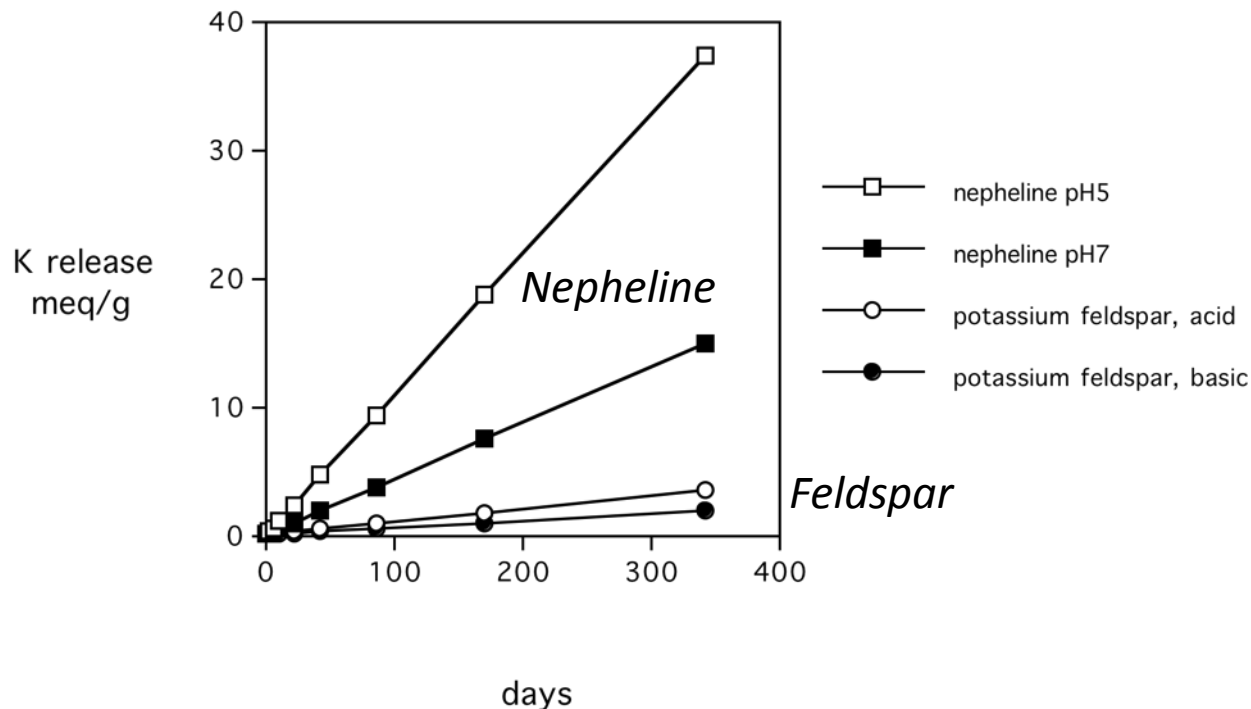 40
30
20
10
0
K release
meq/g
0
100
200
300
400
days
Nepheline
Feldspar
nepheline pH5
nepheline pH7
potassium feldspar, acid
potassium feldspar, basic